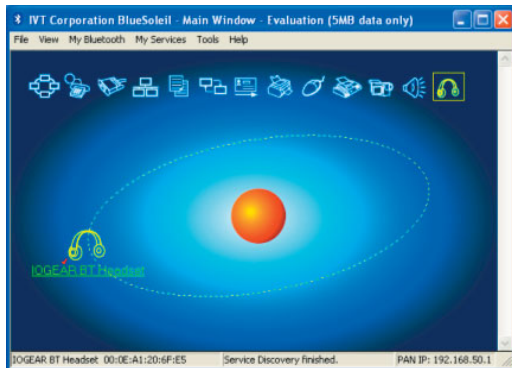 IVT Corporation BlueSoleil - Main Window - Evaluation (5MB data only)
File View My Bluetooth My Services Tools Help
IOGEAR BT Headset
IOGEAR BT Headset 00:0E:A1:20:6F:E5 Service Discovery finished. PAN IP: 192.168.50.1